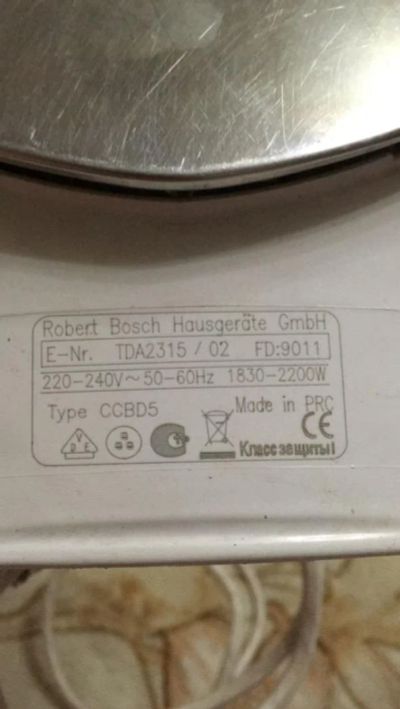 Robert Bosch Hausgeräte GmbH
E-Nr. TDA2315 / 02 FD:9011
220-240V~50-60Hz 1830-2200W
Type CCBD5 Made in PRC
V D E CE
Класс защиты I